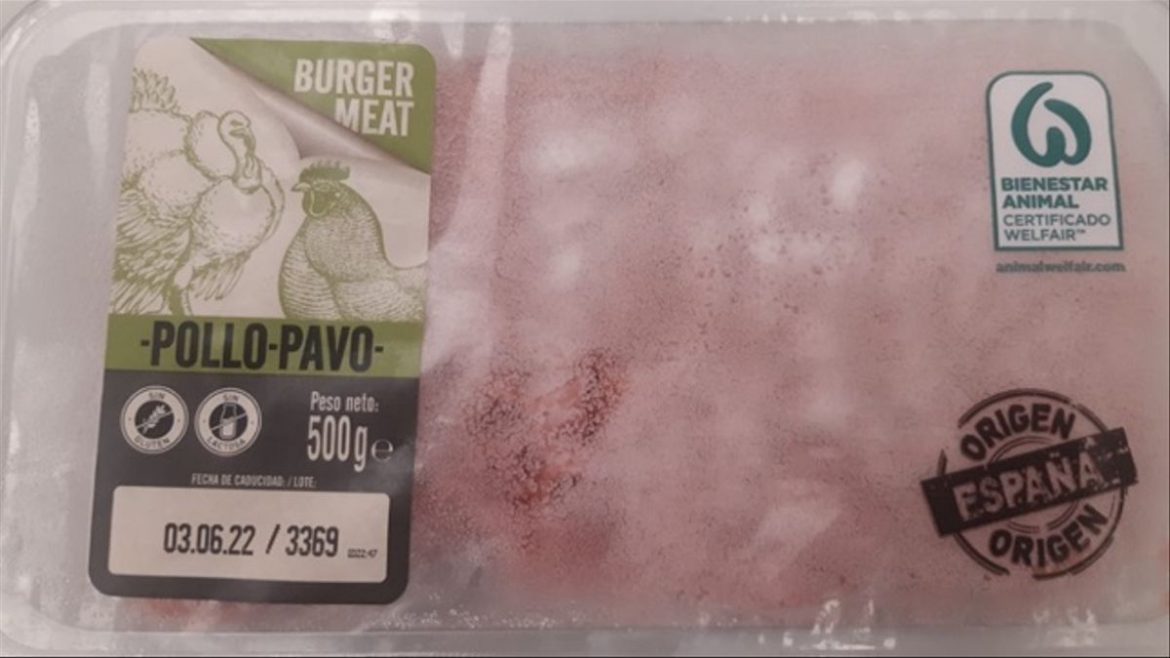 BURGER
MEAT
-POLLO-PAVO-
SIN
GLUTEN
SIN
LACTOSA
Peso neto:
500g e
FECHA DE CADUCIDAD: / LOTE:
03.06.22 / 3369
BIENESTAR
ANIMAL
CERTIFICADO
WELFAIR™
animalwelfair.com
ORIGEN
ESPAÑA
ORIGEN